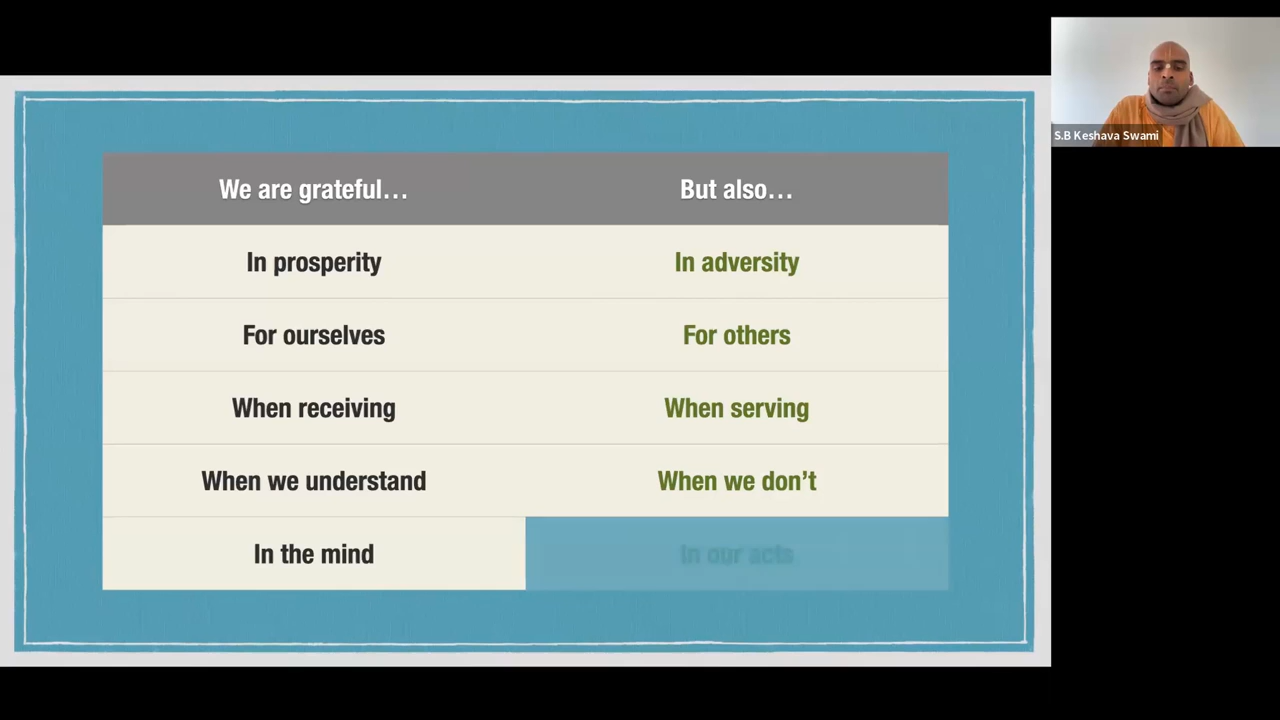 We are grateful… But also…
In prosperity In adversity
For ourselves For others
When receiving When serving
When we understand When we don’t
In the mind In our acts
S.B Keshava Swami